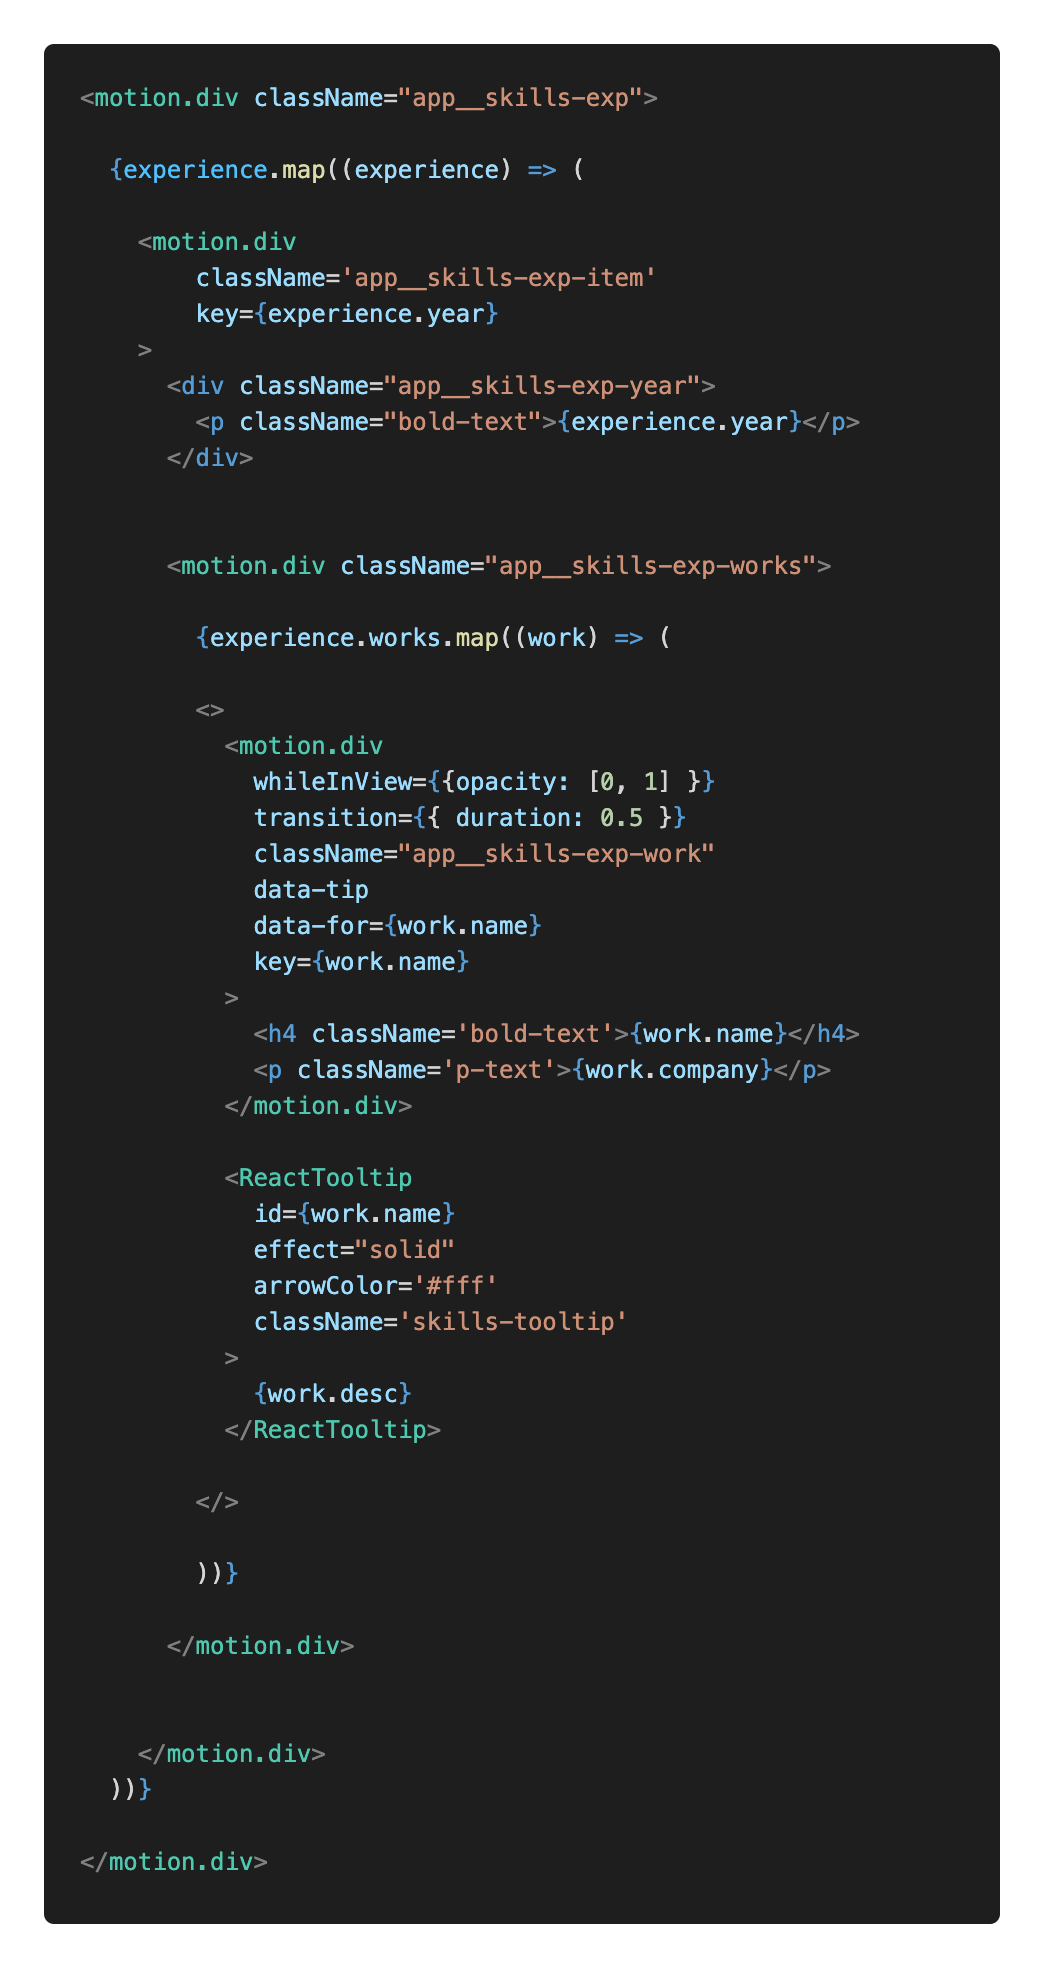 <motion.div className="app__skills-exp">
{experience.map((experience) => (
<motion.div
className='app__skills-exp-item'
key={experience.year}
>
<div className="app__skills-exp-year">
<p className="bold-text">{experience.year}</p>
</div>
<motion.div className="app__skills-exp-works">
{experience.works.map((work) => (
<>
<motion.div
whileInView={{opacity: [0, 1] }}
transition={{ duration: 0.5 }}
className="app__skills-exp-work"
data-tip
data-for={work.name}
key={work.name}
>
<h4 className='bold-text'>{work.name}</h4>
<p className='p-text'>{work.company}</p>
</motion.div>
<ReactTooltip
id={work.name}
effect="solid"
arrowColor='#fff'
className='skills-tooltip'
>
{work.desc}
</ReactTooltip>
</>
))}
</motion.div>
</motion.div>
))}
</motion.div>